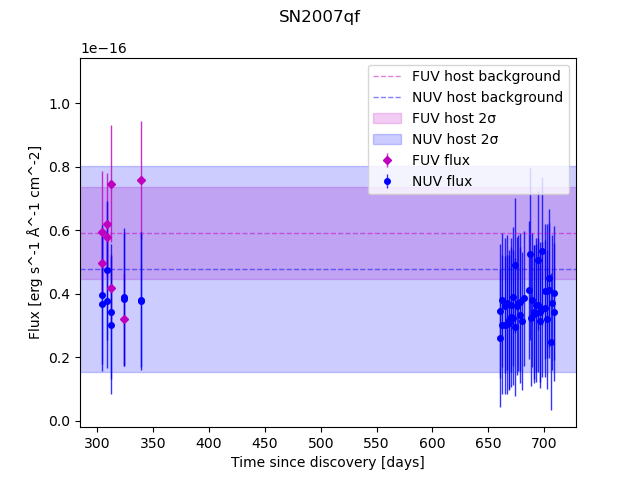 SN2007qf
1e−16
FUV host background
NUV host background
FUV host 2σ
NUV host 2σ
FUV flux
NUV flux
Flux [erg s^-1 Å^-1 cm^-2]
1.0
0.8
0.6
0.4
0.2
0.0
300 350 400 450 500 550 600 650 700
Time since discovery [days]